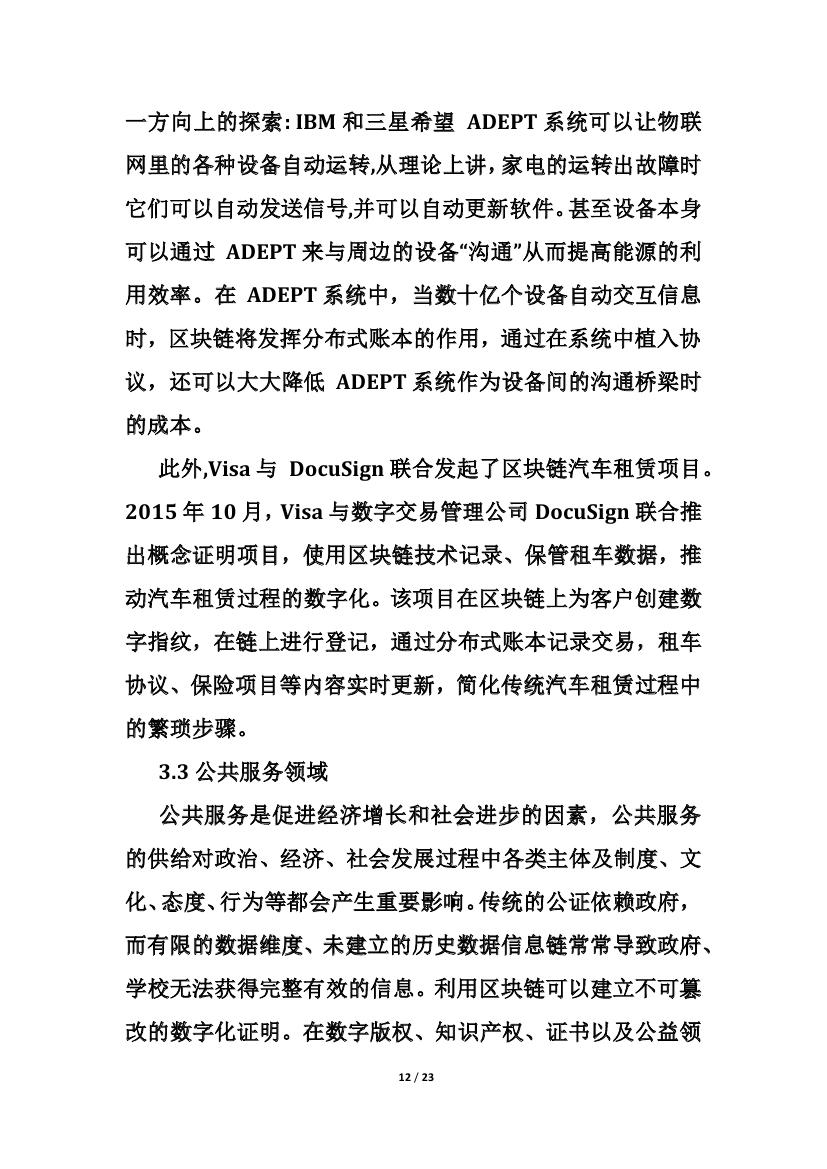 一方向上的探索: IBM 和三星希望 ADEPT 系统可以让物联
网里的各种设备自动运转,从理论上讲，家电的运转出故障时
它们可以自动发送信号,并可以自动更新软件。甚至设备本身
可以通过 ADEPT 来与周边的设备“沟通”从而提高能源的利
用效率。在 ADEPT 系统中，当数十亿个设备自动交互信息
时，区块链将发挥分布式账本的作用，通过在系统中植入协
议，还可以大大降低 ADEPT 系统作为设备间的沟通桥梁时
的成本。
此外,Visa 与 DocuSign 联合发起了区块链汽车租赁项目。
2015 年 10 月，Visa 与数字交易管理公司 DocuSign 联合推
出概念证明项目，使用区块链技术记录、保管租车数据，推
动汽车租赁过程的数字化。该项目在区块链上为客户创建数
字指纹，在链上进行登记，通过分布式账本记录交易，租车
协议、保险项目等内容实时更新，简化传统汽车租赁过程中
的繁琐步骤。
3.3 公共服务领域
公共服务是促进经济增长和社会进步的因素，公共服务
的供给对政治、经济、社会发展过程中各类主体及制度、文
化、态度、行为等都会产生重要影响。传统的公证依赖政府，
而有限的数据维度、未建立的历史数据信息链常常导致政府、
学校无法获得完整有效的信息。利用区块链可以建立不可篡
改的数字化证明。在数字版权、知识产权、证书以及公益领
12 / 23